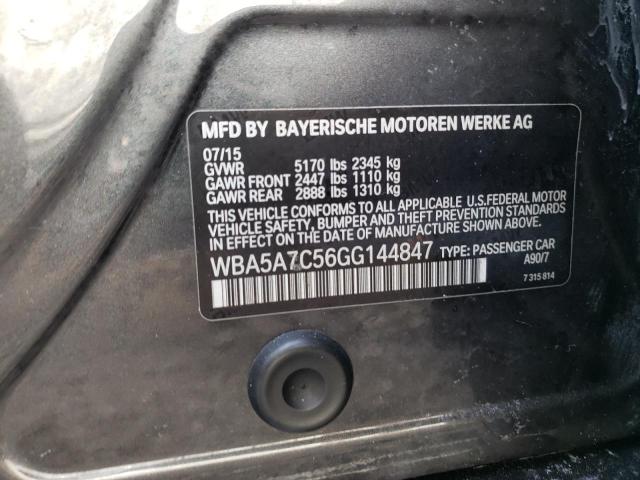 MFD BY BAYERISCHE MOTOREN WERKE AG
07/15
GVWR 5170 lbs 2345 kg
GAWR FRONT 2447 lbs 1110 kg
GAWR REAR 2888 lbs 1310 kg
THIS VEHICLE CONFORMS TO ALL APPLICABLE U.S.FEDERAL MOTOR
VEHICLE SAFETY, BUMPER AND THEFT PREVENTION STANDARDS
IN EFFECT ON THE DATE OF MANUFACTURE SHOWN ABOVE.
WBA5A7C56GG144847 TYPE: PASSENGER CAR
A90/7
7 315 814